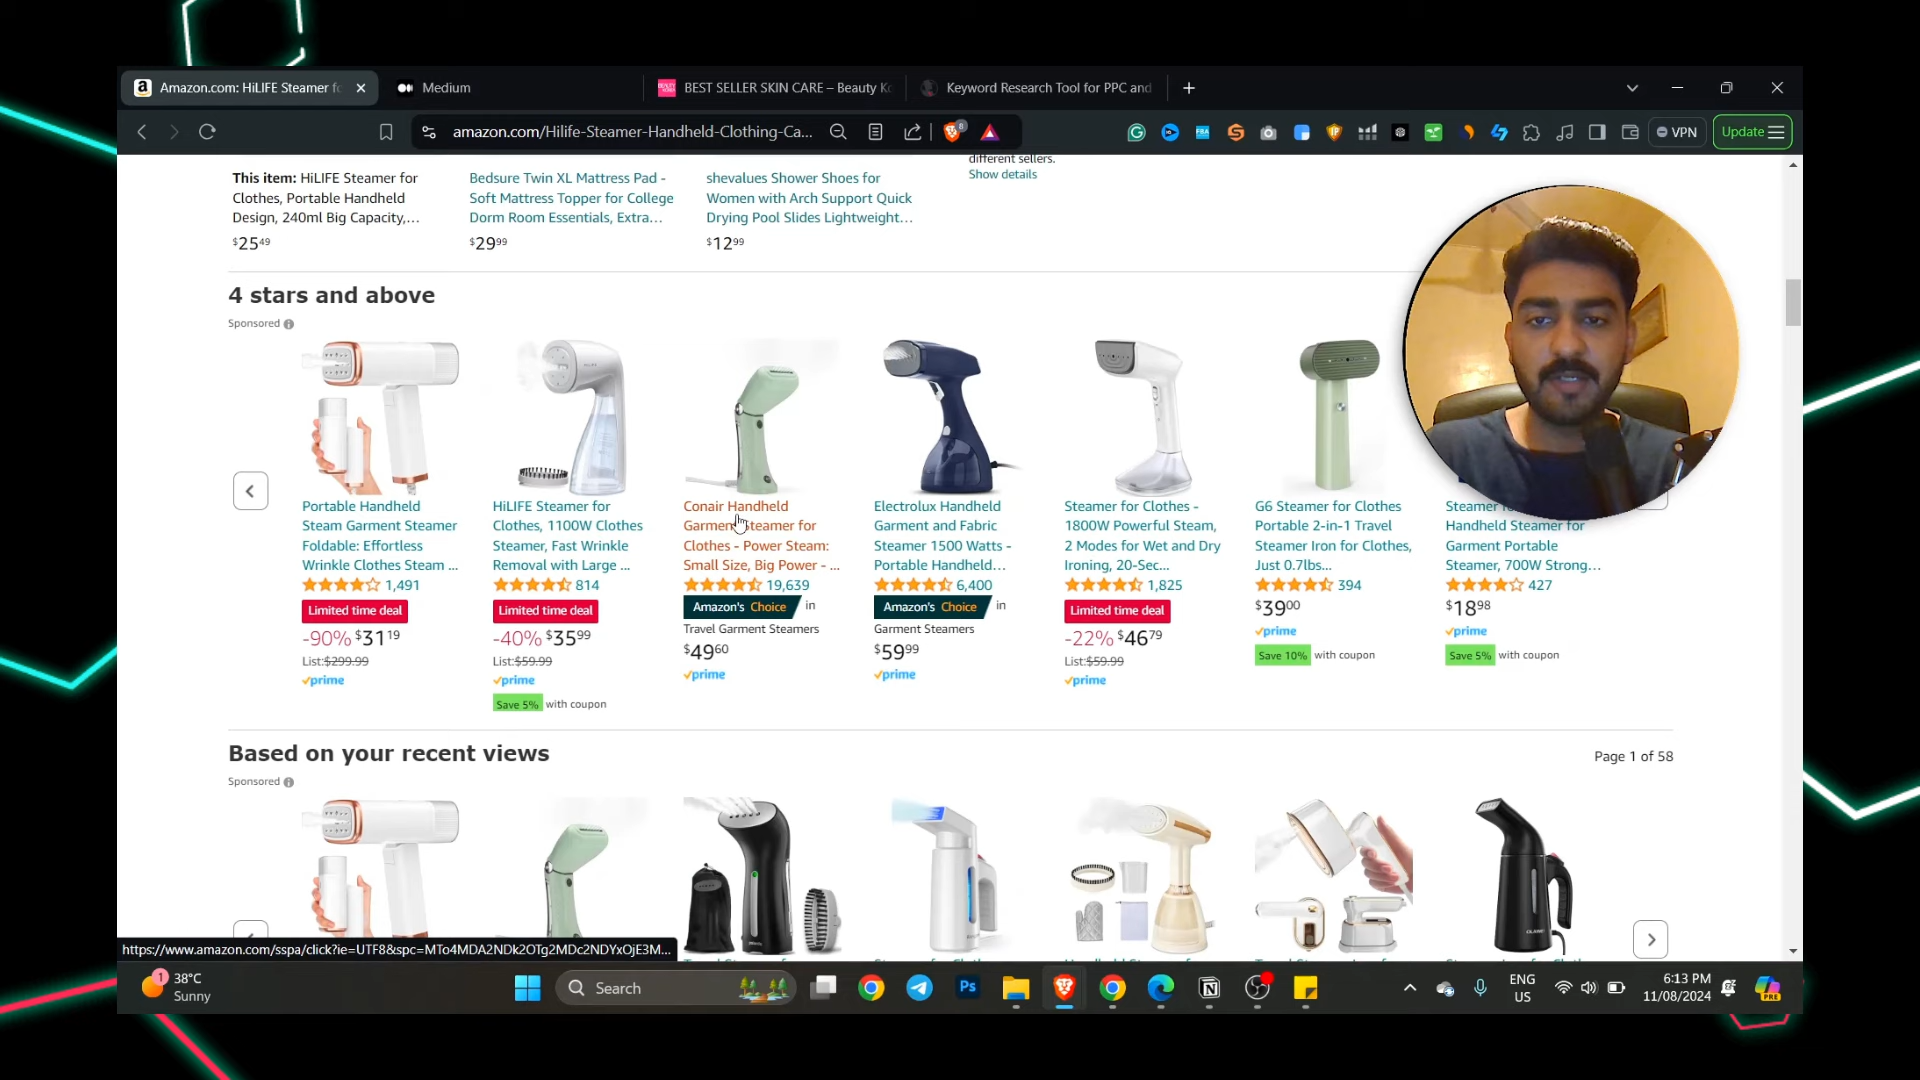 Amazon.com: HiLIFE Steamer fo
Medium
BEST SELLER SKIN CARE – Beauty Ko
Keyword Research Tool for PPC and
amazon.com/Hilife-Steamer-Handheld-Clothing-Ca...
8
VPN
Update
This item: HiLIFE Steamer for
Clothes, Portable Handheld
Design, 240ml Big Capacity,...
$25 49
Bedsure Twin XL Mattress Pad -
Soft Mattress Topper for College
Dorm Room Essentials, Extra...
$29 99
shevalues Shower Shoes for
Women with Arch Support Quick
Drying Pool Slides Lightweight...
$12 99
different sellers.
Show details
4 stars and above
Sponsored
Portable Handheld
Steam Garment Steamer
Foldable: Effortless
Wrinkle Clothes Steam ...
1,491
Limited time deal
-90% $31 19
List: $299.99
prime
HiLIFE Steamer for
Clothes, 1100W Clothes
Steamer, Fast Wrinkle
Removal with Large ...
814
Limited time deal
-40% $35 99
List: $59.99
prime
Save 5% with coupon
Conair Handheld
Garment Steamer for
Clothes - Power Steam:
Small Size, Big Power - ...
19,639
Amazon's Choice in
Travel Garment Steamers
$49 60
prime
Electrolux Handheld
Garment and Fabric
Steamer 1500 Watts -
Portable Handheld...
6,400
Amazon's Choice in
Garment Steamers
$59 99
prime
Steamer for Clothes -
1800W Powerful Steam,
2 Modes for Wet and Dry
Ironing, 20-Sec...
1,825
Limited time deal
-22% $46 79
List: $59.99
prime
G6 Steamer for Clothes
Portable 2-in-1 Travel
Steamer Iron for Clothes,
Just 0.7lbs...
394
$39 00
prime
Save 10% with coupon
Handheld Steamer for
Garment Portable
Steamer, 700W Strong...
427
$18 98
prime
Save 5% with coupon
Based on your recent views
Page 1 of 58
Sponsored
https://www.amazon.com/sspa/click?ie=UTF8&spc=MTo4MDA2NDk2OTg2MDc2NDYxOjE3M...
1
38°C
Sunny
Search
Ps
ENG
US
6:13 PM
11/08/2024
PRE